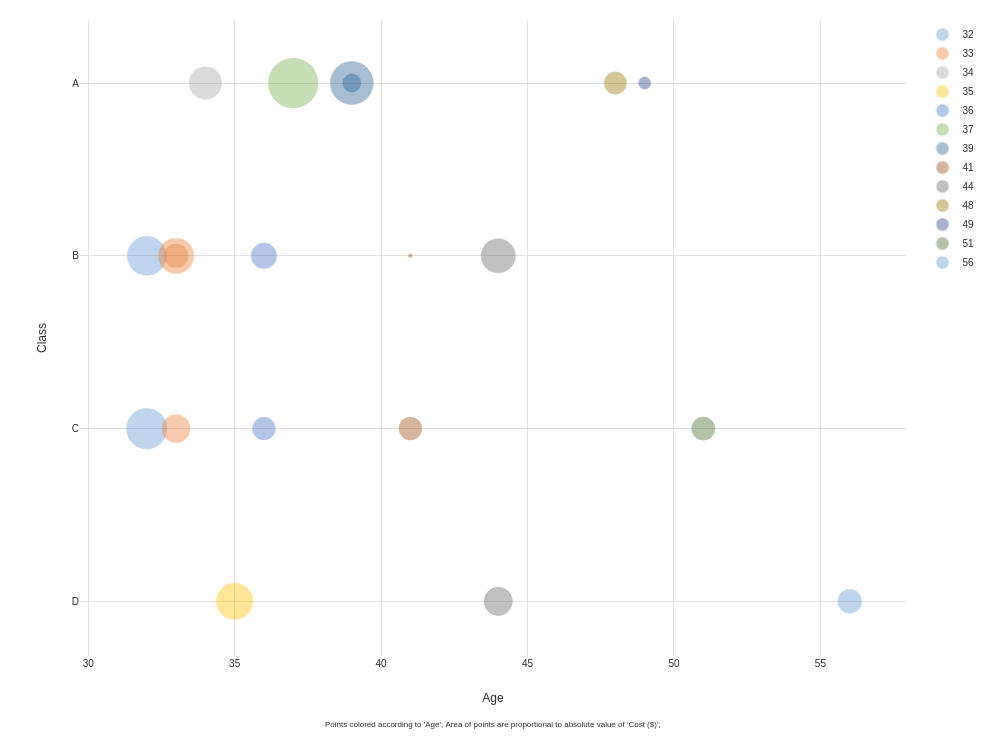 A
B
C
D
Class
30 35 40 45 50 55
Age
Points colored according to 'Age'; Area of points are proportional to absolute value of 'Cost ($)';
32
33
34
35
36
37
39
41
44
48
49
51
56